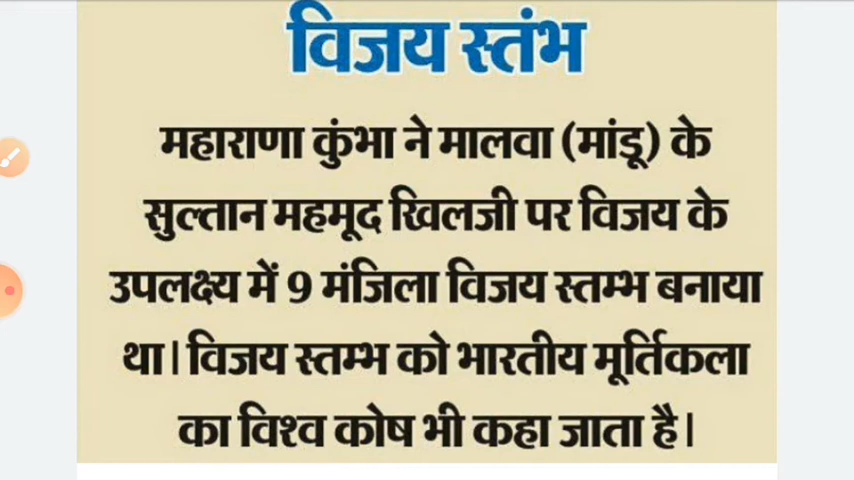 विजय स्तंभ
महाराणा कुंभा ने मालवा (मांडू) के
सुल्तान महमूद खिलजी पर विजय के
उपलक्ष्य में 9 मंजिला विजय स्तम्भ बनाया
था। विजय स्तम्भ को भारतीय मूर्तिकला
का विश्व कोष भी कहा जाता है।